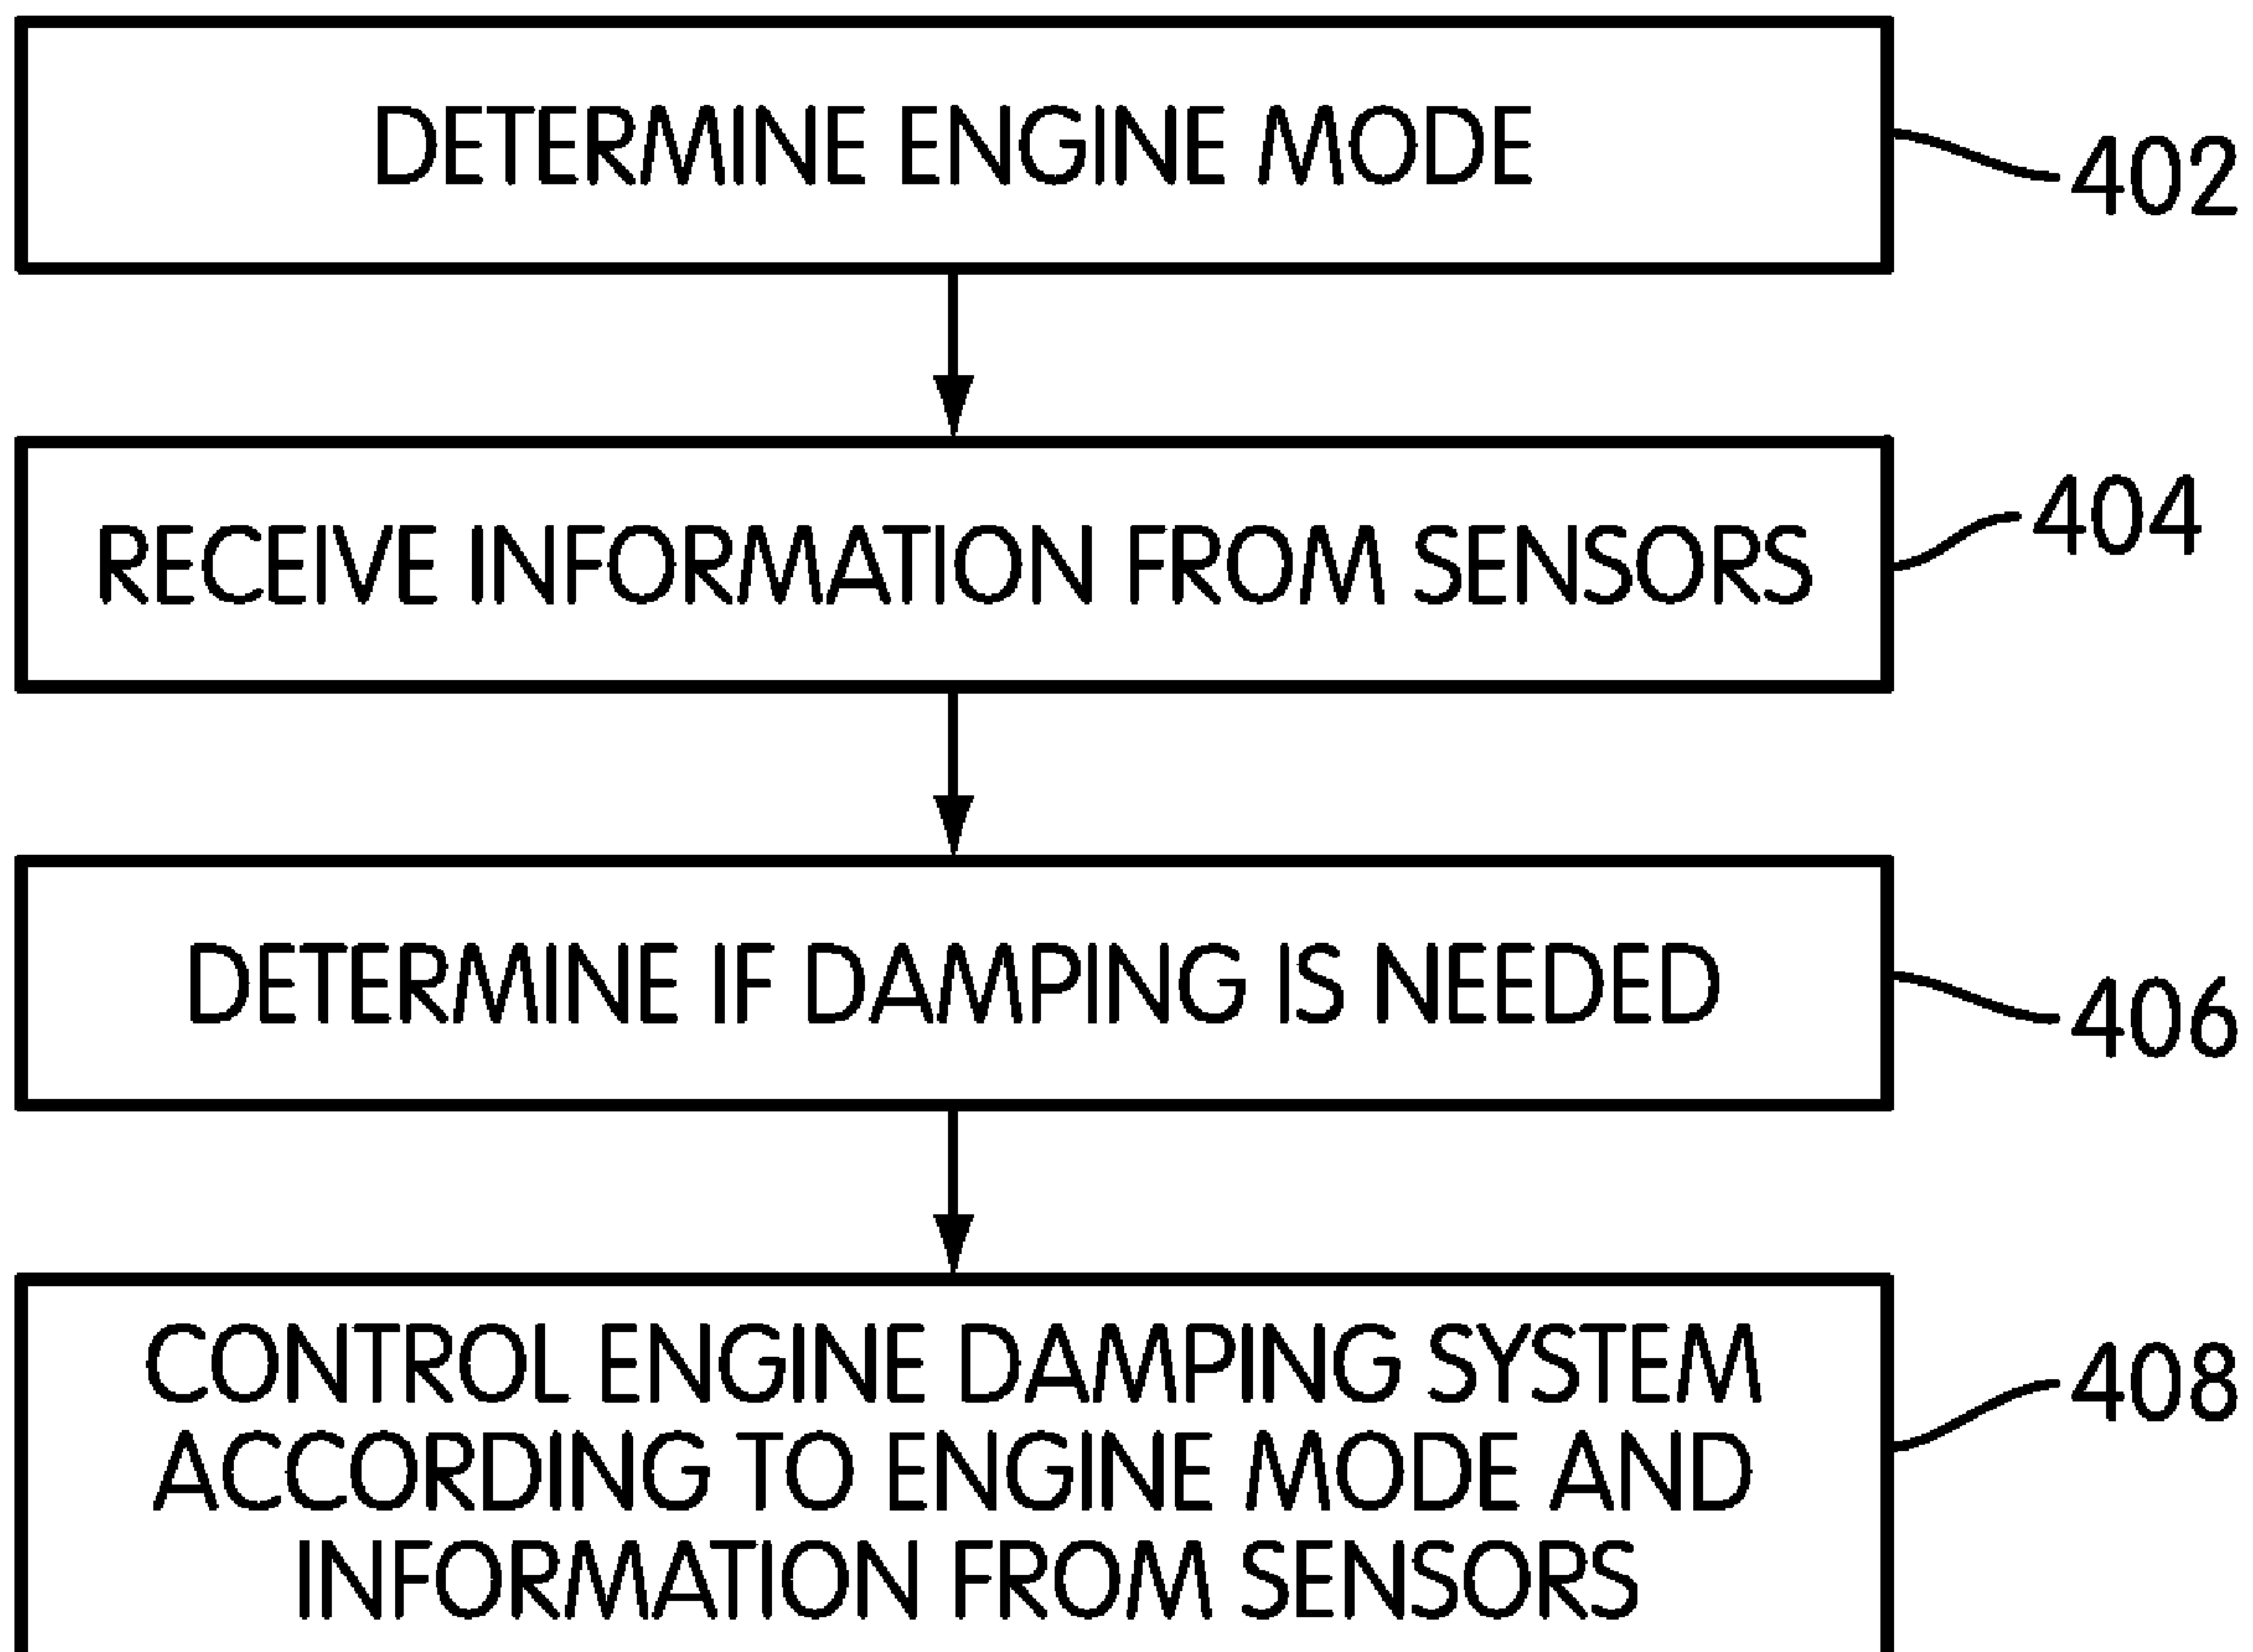 DETERMINE ENGINE MODE
402
RECEIVE INFORMATION FROM SENSORS
404
DETERMINE IF DAMPING IS NEEDED
406
CONTROL ENGINE DAMPING SYSTEM
ACCORDING TO ENGINE MODE AND
INFORMATION FROM SENSORS
408